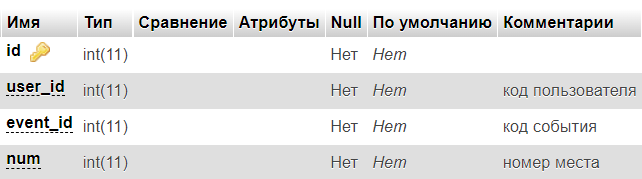 Имя Тип Сравнение Атрибуты Null По умолчанию Комментарии
id int(11) Нет Нет
user_id int(11) Нет Нет код пользователя
event_id int(11) Нет Нет код события
num int(11) Нет Нет номер места